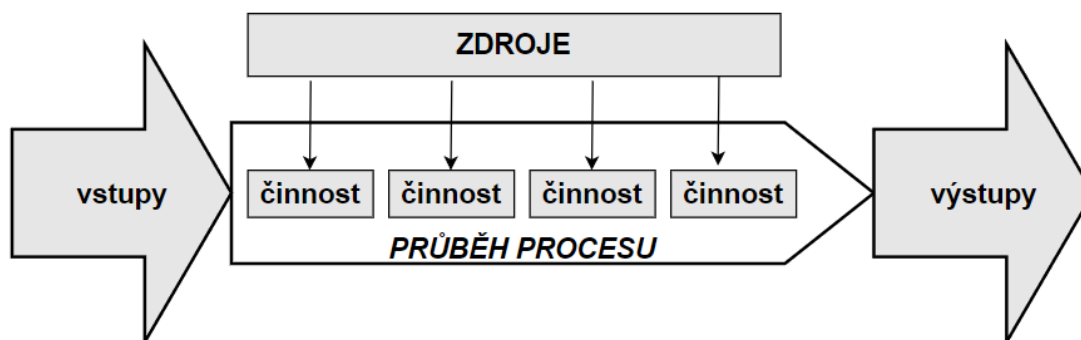 ZDROJE
vstupy
činnost
činnost
činnost
činnost
výstupy
PRŮBĚH PROCESU